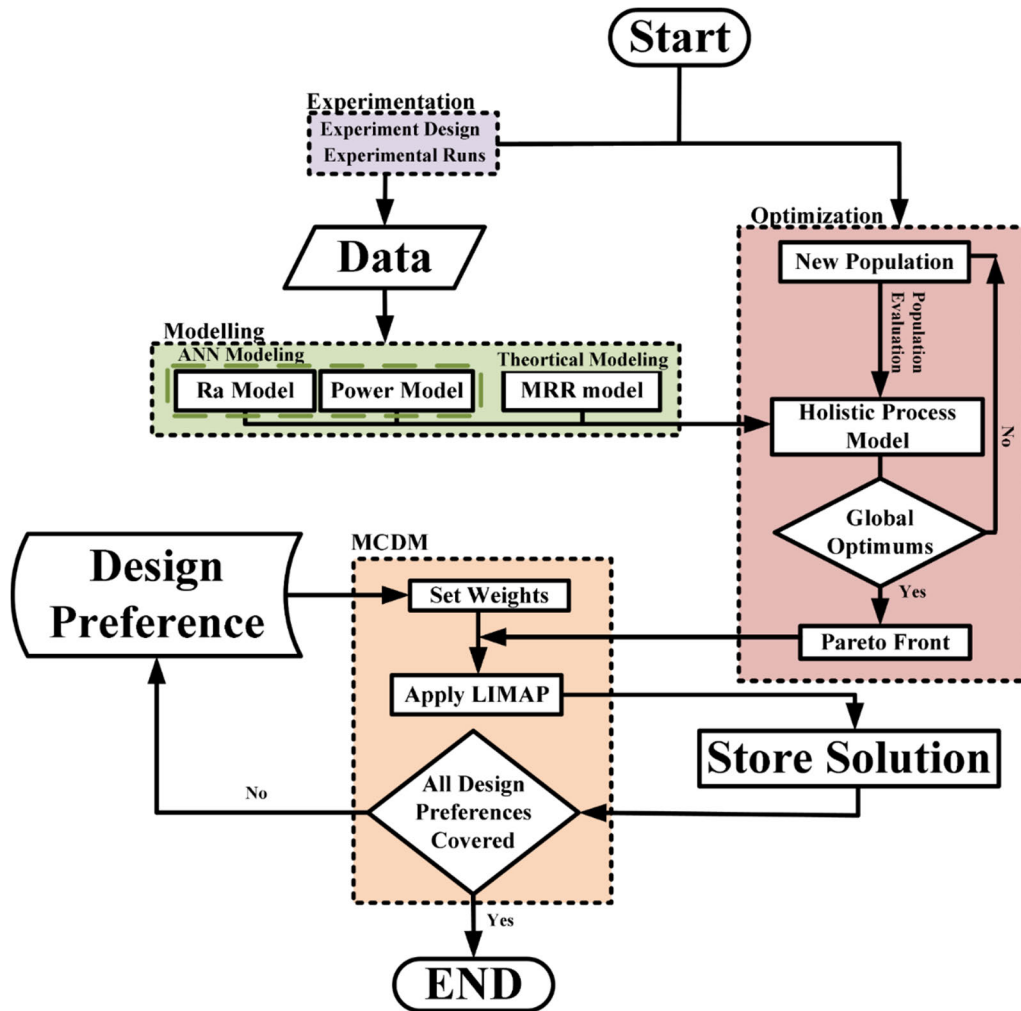 Start
Experimentation
Experiment Design
Experimental Runs
Data
Modelling
ANN Modeling
Ra Model
Power Model
Theortical Modeling
MRR model
Optimization
New Population
Population
Evaluation
No
Holistic Process
Model
Global
Optimums
Yes
Pareto Front
Design
Preference
MCDM
Set Weights
Apply LIMAP
Store Solution
All Design
Preferences
Covered
No
Yes
END